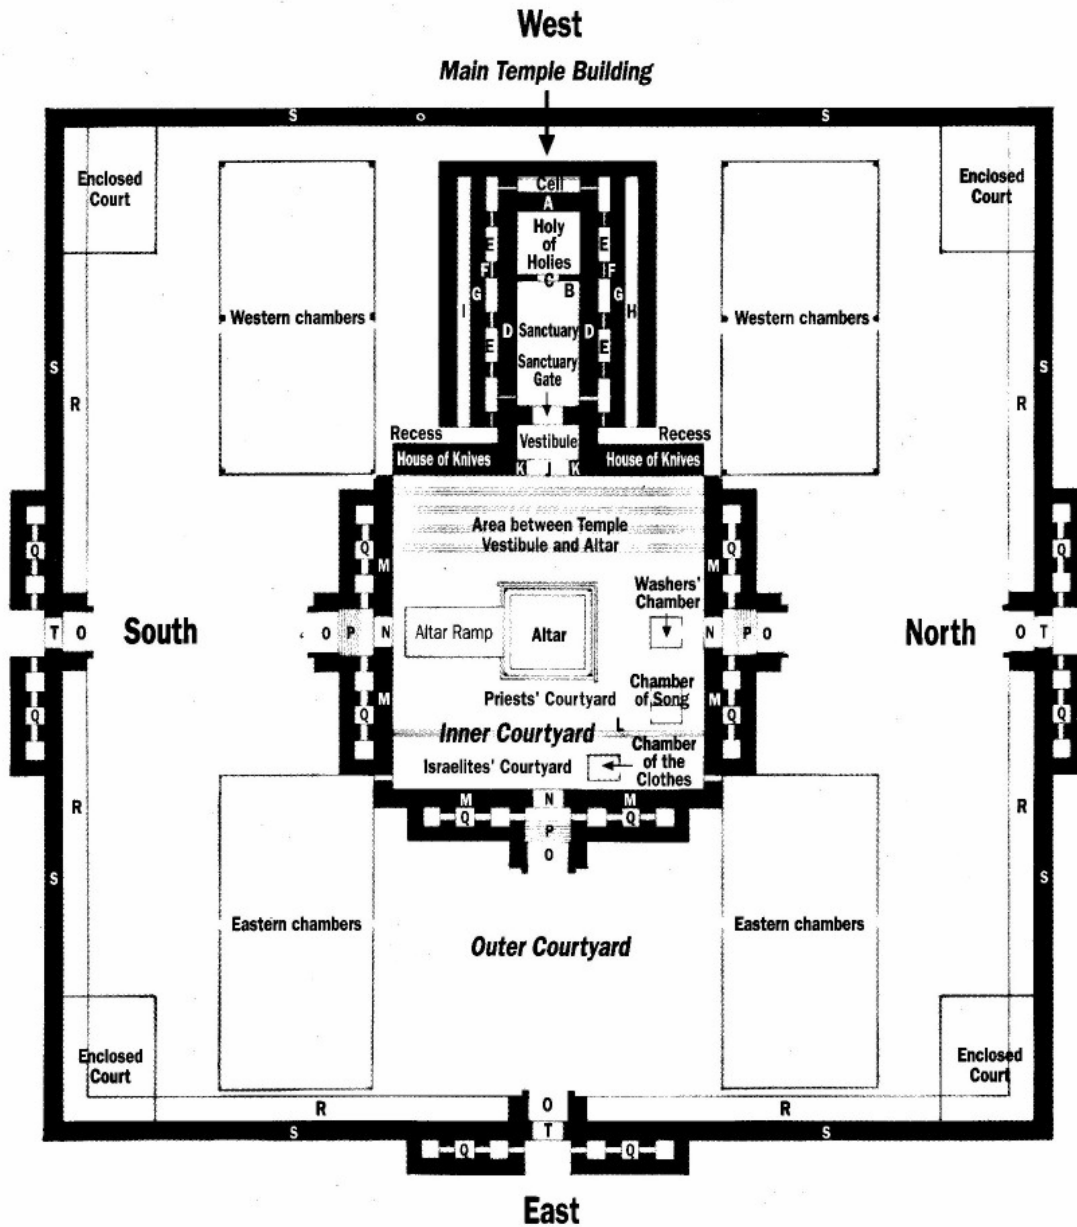 West
Main Temple Building
S
S
Enclosed
Court
Enclosed
Court
Cell
A
Holy
of
Holies
E
E
F
F
C
B
G
G
I
H
Western chambers
Western chambers
D
Sanctuary
D
E
E
Sanctuary
Gate
S
S
R
R
Recess
Vestibule
Recess
House of Knives
K
J
K
House of Knives
Area between Temple
Vestibule and Altar
Q
Q
M
M
Q
Q
Washers'
Chamber
T
O
South
O
P
N
Altar Ramp
Altar
N
P
O
North
O
T
Chamber
of Song
Priests' Courtyard
Q
Q
M
M
Q
Q
L
Inner Courtyard
Chamber
of the
Clothes
Israelites' Courtyard
M
N
M
R
R
Q
Q
P
O
S
S
Eastern chambers
Eastern chambers
Outer Courtyard
Enclosed
Court
Enclosed
Court
R
O
R
S
T
S
Q
Q
East